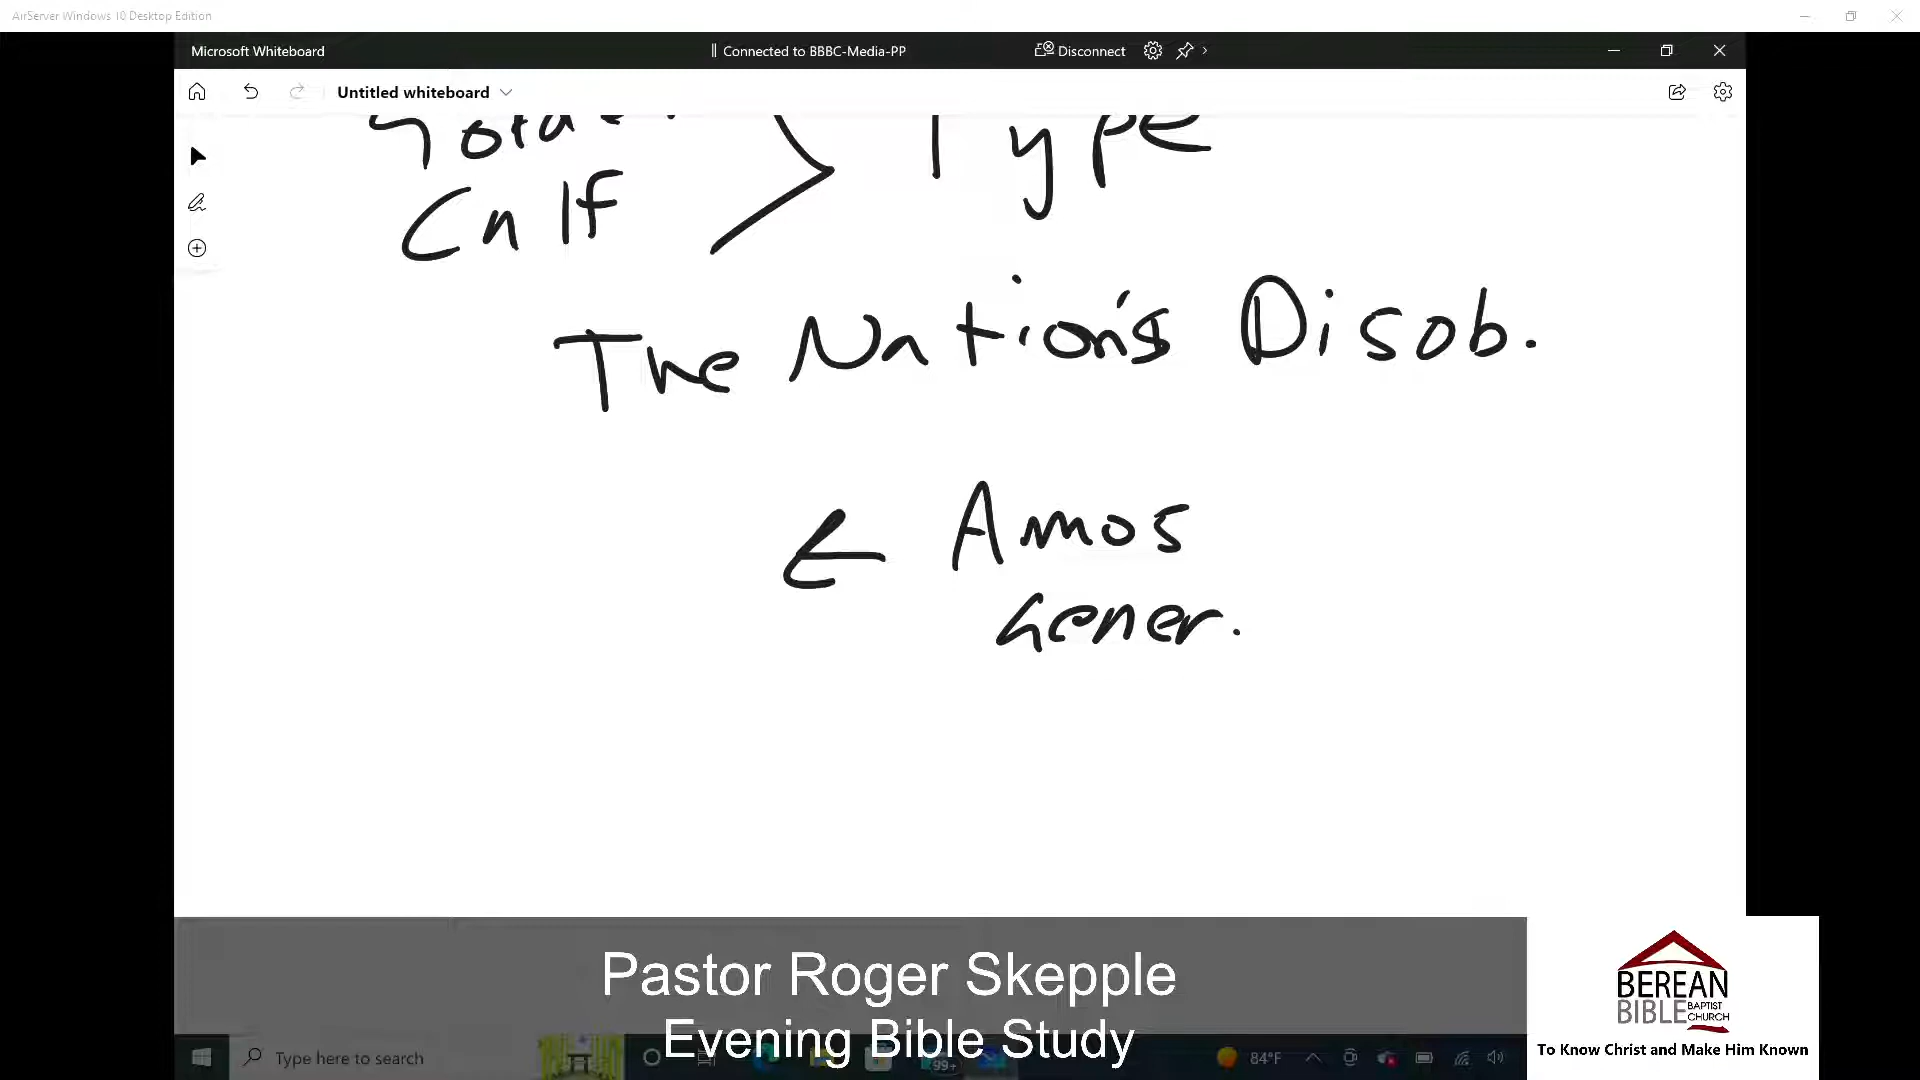 AirServer Windows 10 Desktop Edition
Microsoft Whiteboard
Connected to BBBC-Media-PP
Disconnect
Untitled whiteboard
Type
Calf
The Nation's Disob.
← Amos
Gener.
Pastor Roger Skepple
Evening Bible Study
Type here to search
99+
84°F
BEREAN
BIBLE BAPTIST CHURCH
To Know Christ and Make Him Known